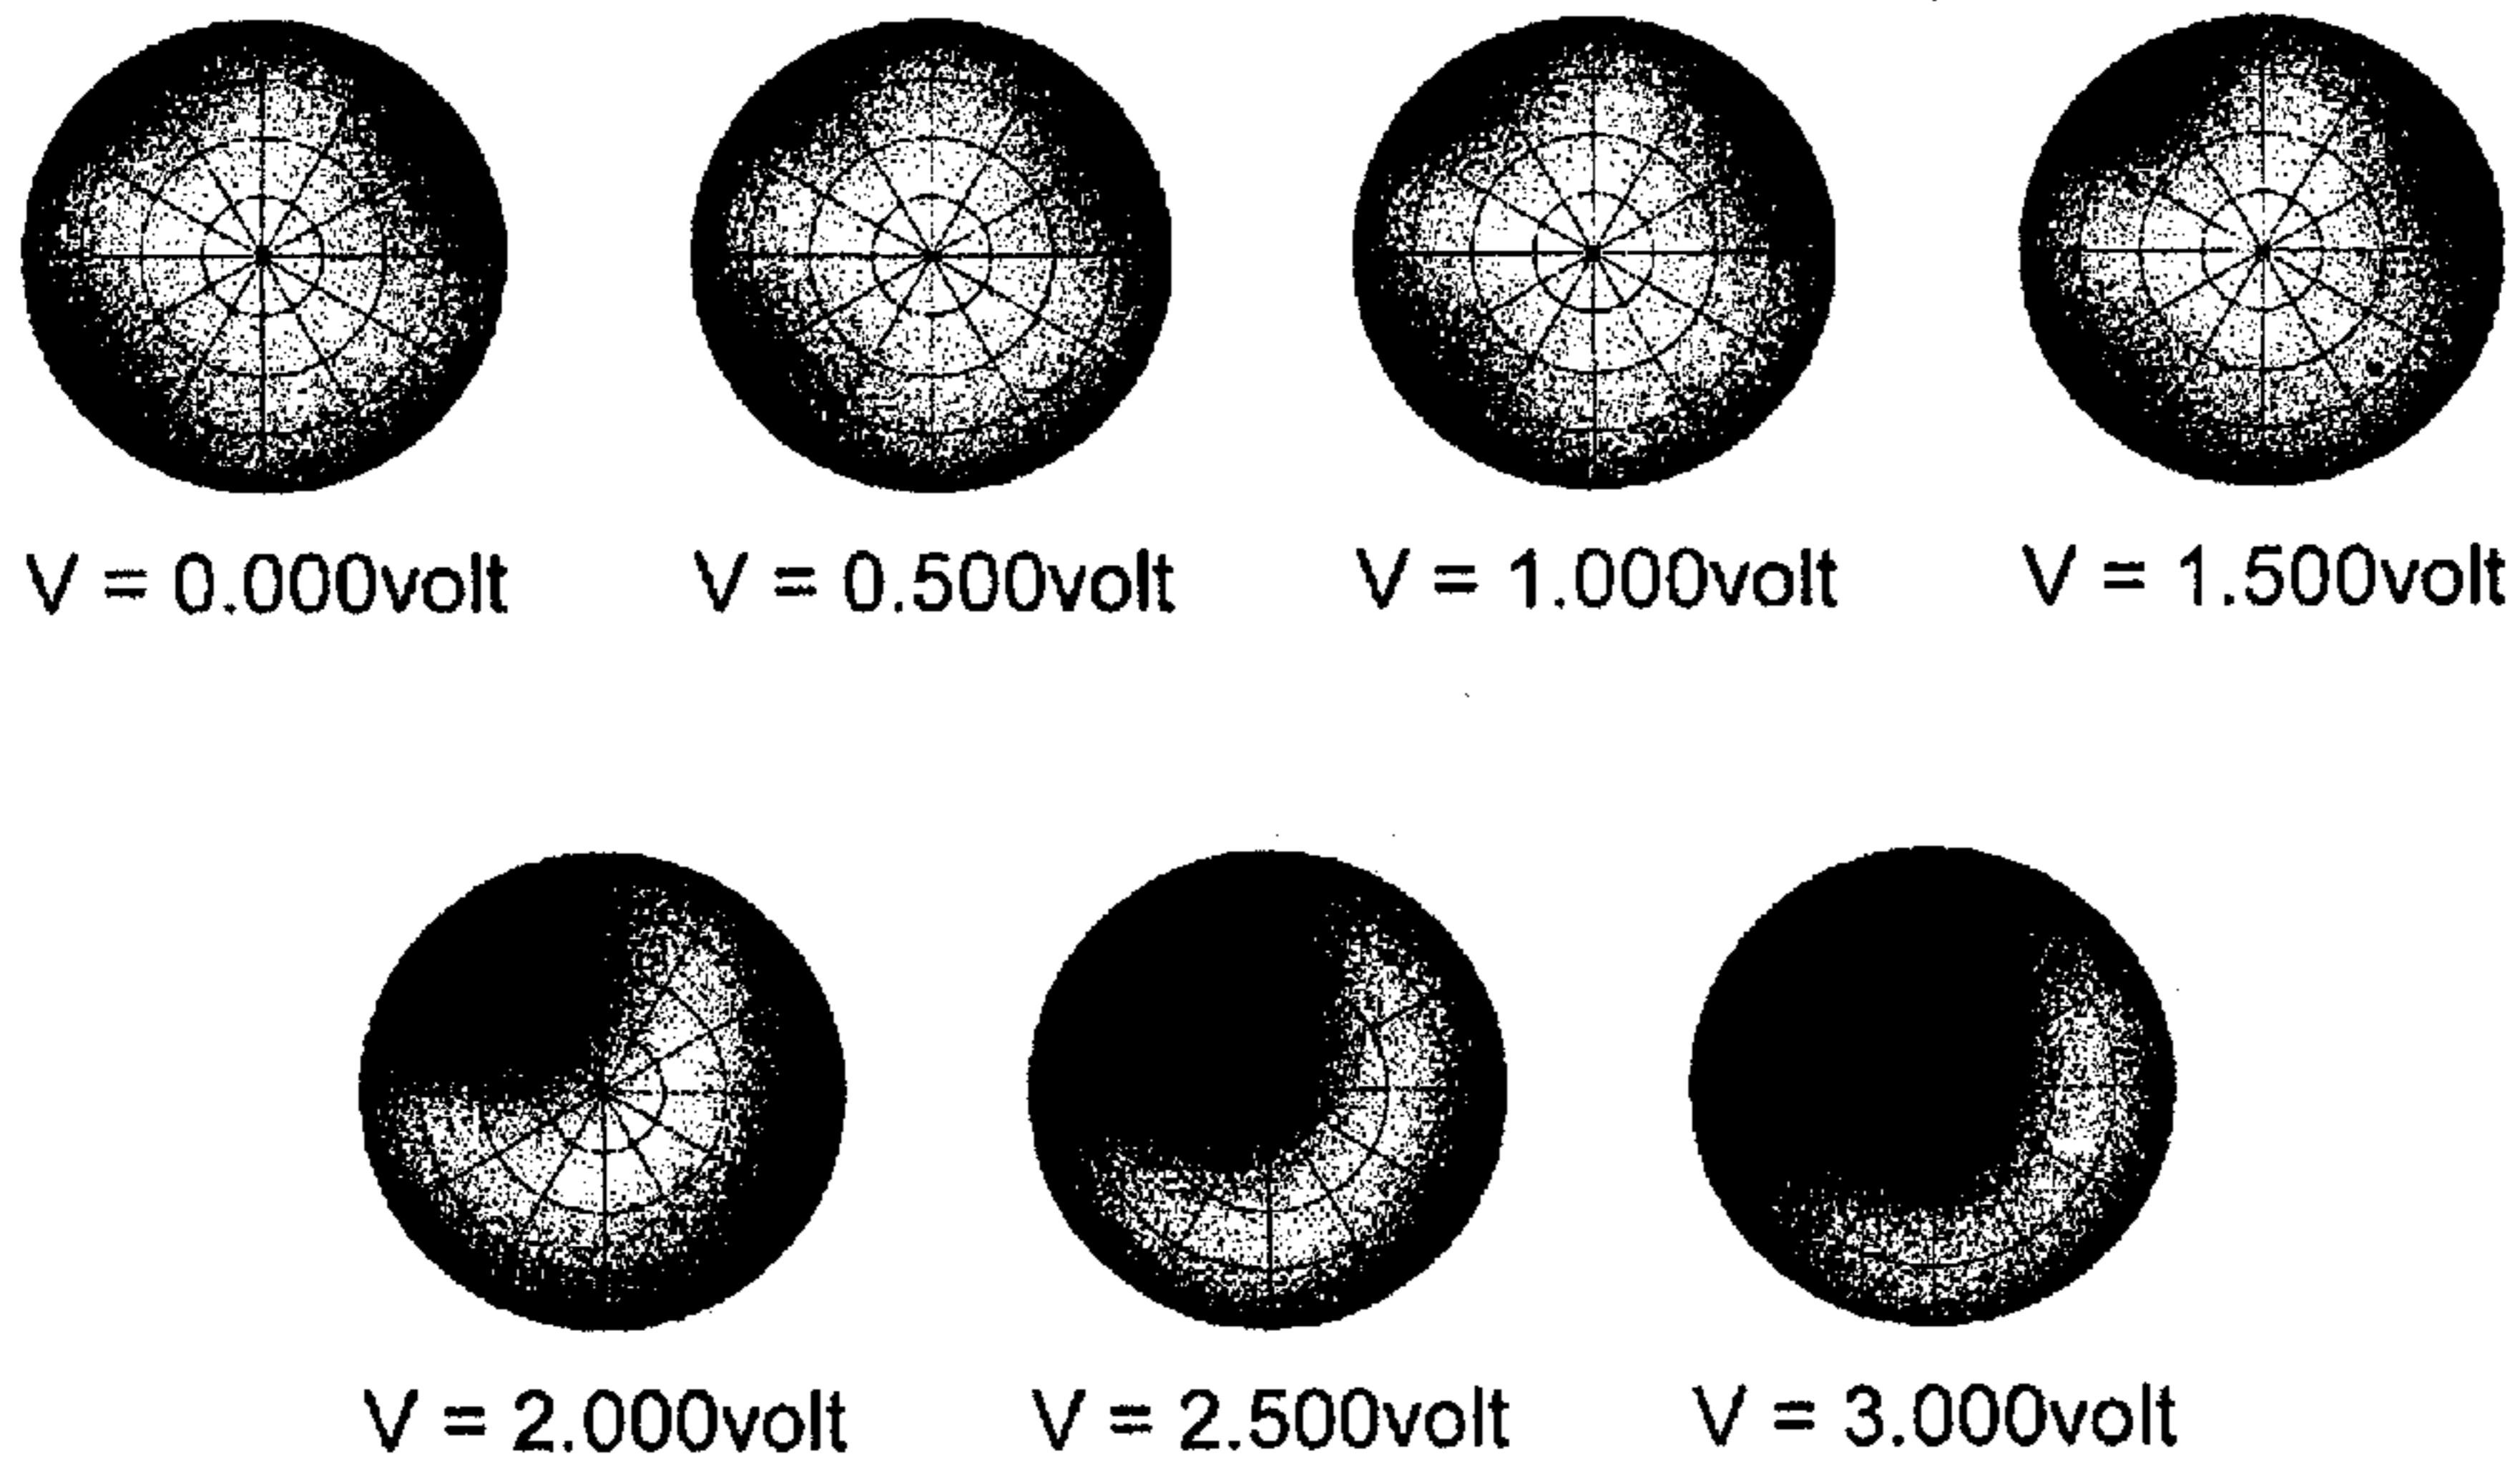 V = 0.000volt
V = 0.500volt
V = 1.000volt
V = 1.500volt
V = 2.000volt
V = 2.500volt
V = 3.000volt